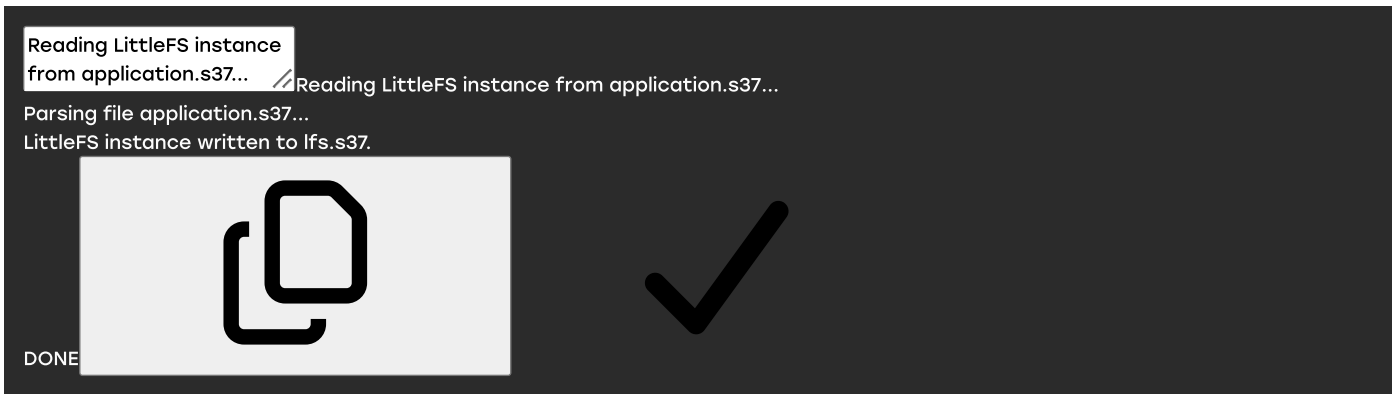 Reading LittleFS instance
from application.s37...
Reading LittleFS instance from application.s37...
Parsing file application.s37...
LittleFS instance written to lfs.s37.
DONE